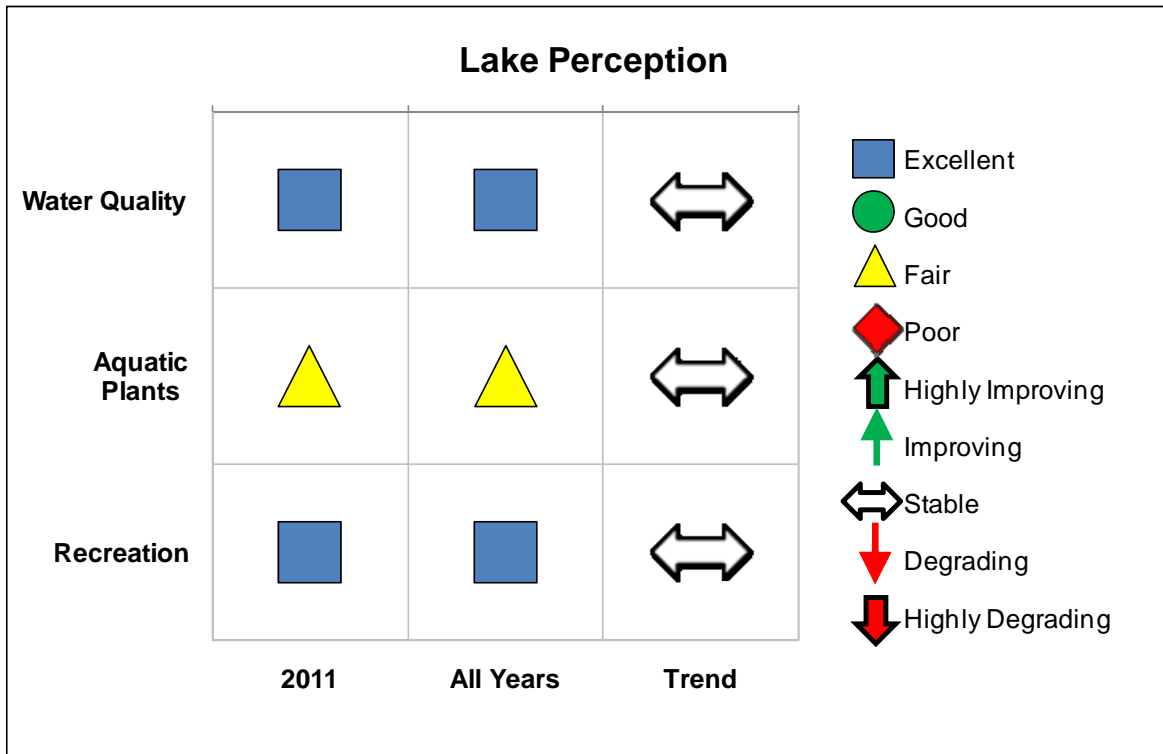 Lake Perception
Water Quality
Aquatic
Plants
Recreation
2011
All Years
Trend
Excellent
Good
Fair
Poor
Highly Improving
Improving
Stable
Degrading
Highly Degrading